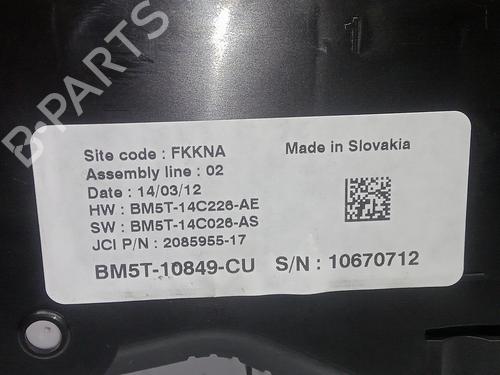 B-PARTS
Site code : FKKNA
Made in Slovakia
Assembly line : 02
Date : 14/03/12
HW : BM5T-14C226-AE
SW : BM5T-14C026-AS
JCI P/N : 2085955-17
BM5T-10849-CU S/N : 10670712